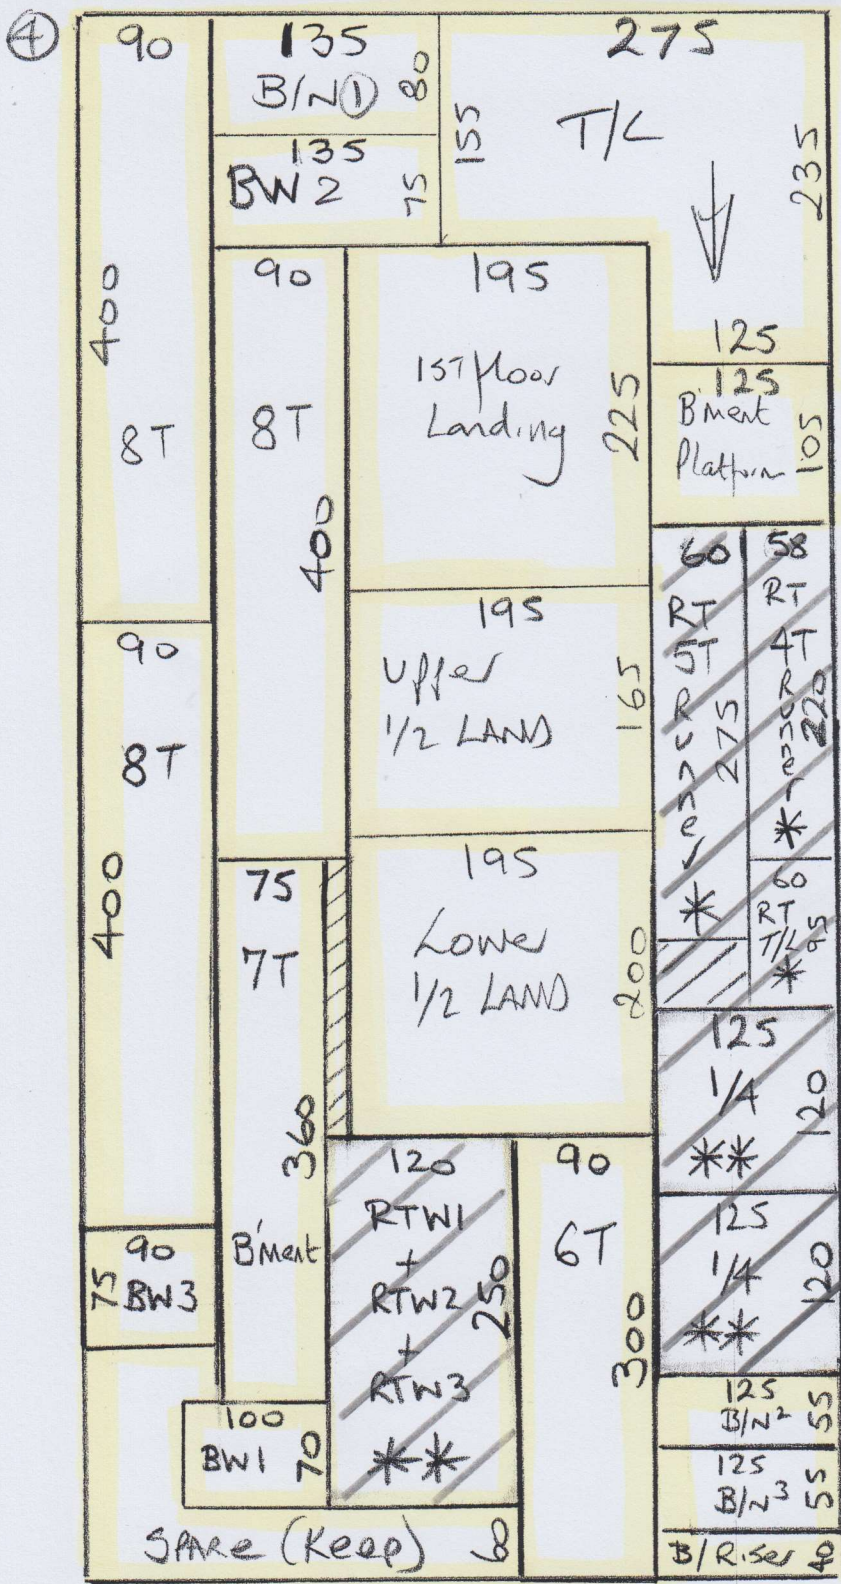 ④
90
400
8T
135
B/N①
80
135
BW2
75
275
155
T/L
235
125
90
8T
400
195
1ST floor
Landing
225
125
B'ment
Platform
105
195
Upper
1/2 LAND
165
60
RT
5T
Runner
275
*
58
RT
4T
Runner
220
*
60
RT
T/L
95
*
90
8T
400
75
7T
360
B'ment
195
Lower
1/2 LAND
200
125
1/4
120
**
125
1/4
120
**
120
RTW1
+
RTW2
+
RTW3
250
**
90
6T
300
90
75
BW3
100
BW1
70
125
B/N²
55
125
B/N³
55
SPARE (Keep)
60
B/Riser